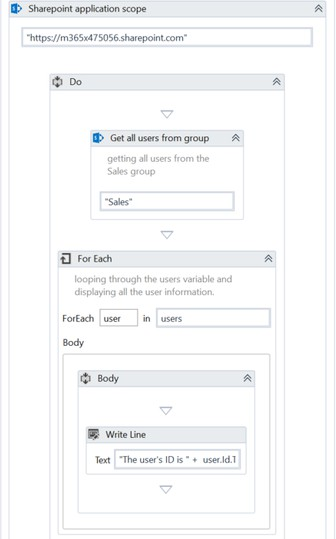 Sharepoint application scope
"https://m365x475056.sharepoint.com"
Do
Get all users from group
getting all users from the
Sales group
"Sales"
For Each
looping through the users variable and
displaying all the user information.
ForEach user in users
Body
Body
Write Line
Text "The user's ID is " + user.Id.T